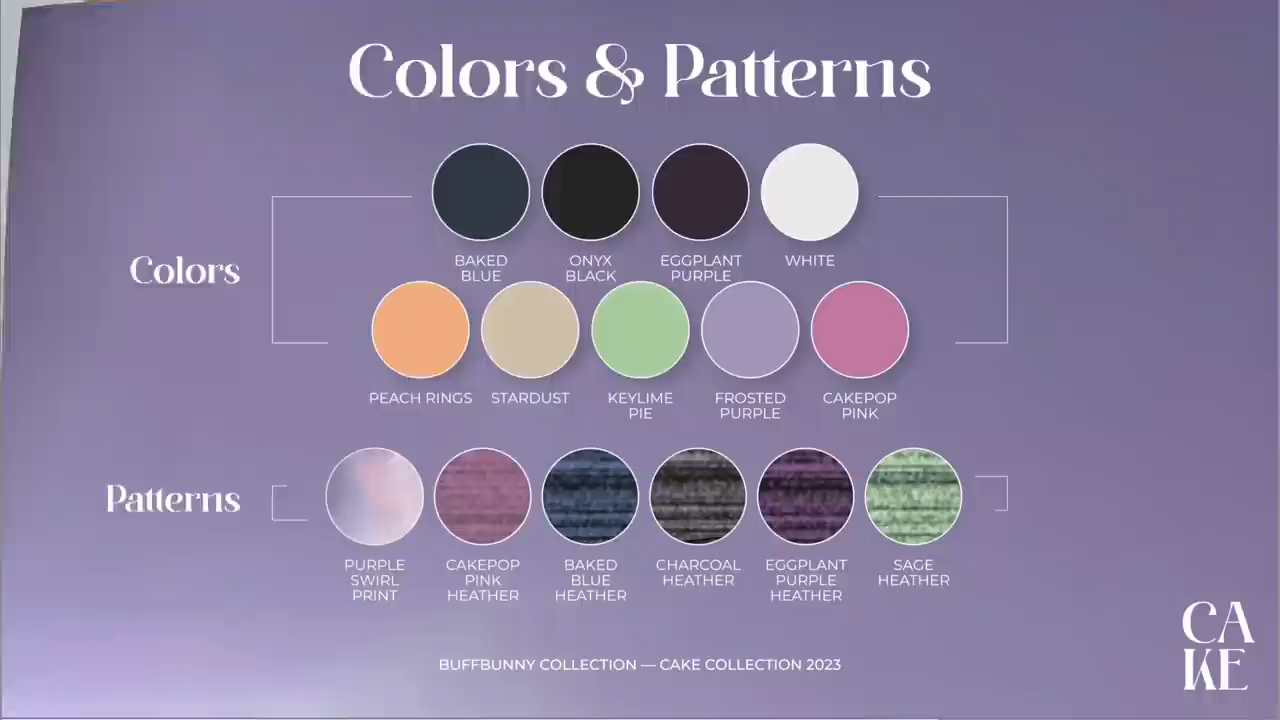 Colors & Patterns
Colors
BAKED
BLUE
ONYX
BLACK
EGGPLANT
PURPLE
WHITE
PEACH RINGS
STARDUST
KEYLIME
PIE
FROSTED
PURPLE
CAKEPOP
PINK
Patterns
PURPLE
SWIRL
PRINT
CAKEPOP
PINK
HEATHER
BAKED
BLUE
HEATHER
CHARCOAL
HEATHER
EGGPLANT
PURPLE
HEATHER
SAGE
HEATHER
BUFFBUNNY COLLECTION — CAKE COLLECTION 2023
CA
KE